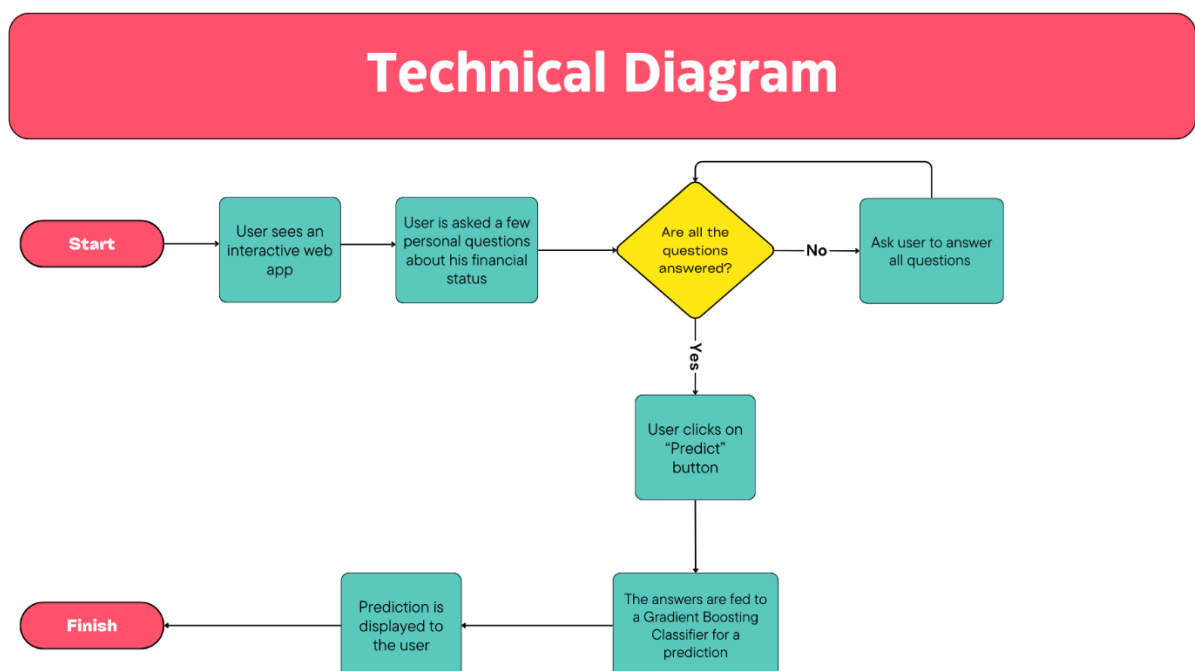 Technical Diagram
Start
User sees an
interactive web
app
User is asked a few
personal questions
about his financial
status
Are all the
questions
answered?
No
Ask user to answer
all questions
Yes
User clicks on
“Predict”
button
The answers are fed to
a Gradient Boosting
Classifier for a
prediction
Prediction is
displayed to
the user
Finish